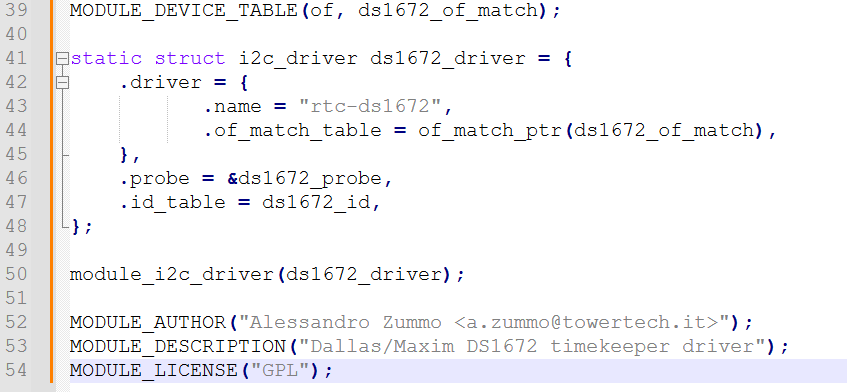 39 MODULE_DEVICE_TABLE(of, ds1672_of_match);
40
41 static struct i2c_driver ds1672_driver = {
42     .driver = {
43            .name = "rtc-ds1672",
44            .of_match_table = of_match_ptr(ds1672_of_match),
45     },
46     .probe = &ds1672_probe,
47     .id_table = ds1672_id,
48 };
49
50 module_i2c_driver(ds1672_driver);
51
52 MODULE_AUTHOR("Alessandro Zummo <a.zummo@towertech.it>");
53 MODULE_DESCRIPTION("Dallas/Maxim DS1672 timekeeper driver");
54 MODULE_LICENSE("GPL");